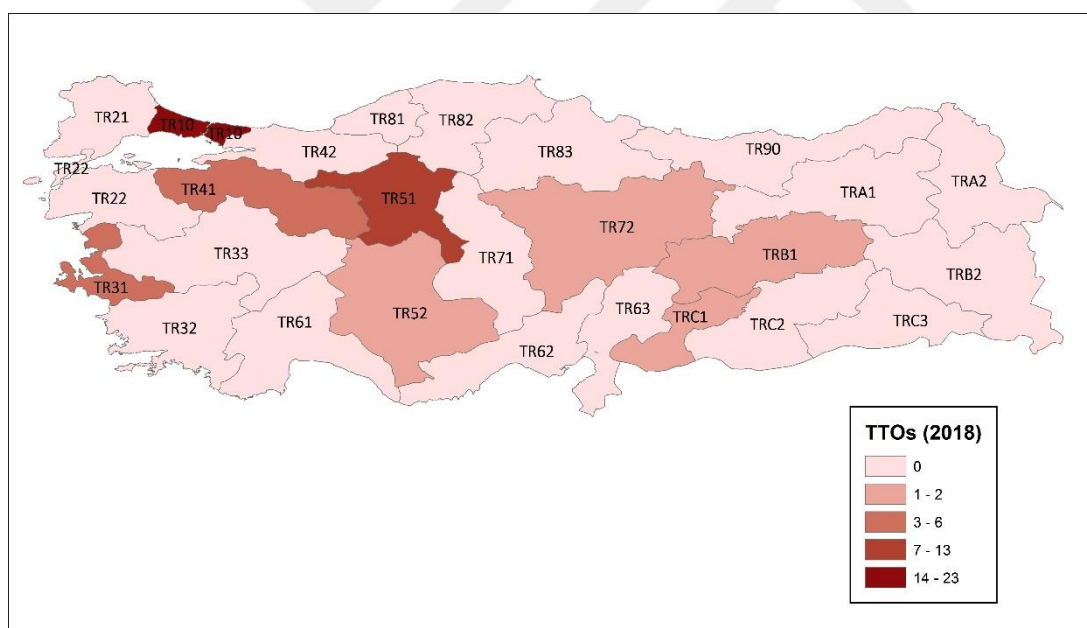 TR21
TR10
TR10
TR81
TR82
TR42
TR83
TR90
TRA2
TRA1
TR22
TR22
TR41
TR51
TR72
TR33
TR71
TRB1
TRB2
TR31
TR52
TR63
TRC1
TRC2
TRC3
TR32
TR61
TR62
TTOs (2018)
0
1 - 2
3 - 6
7 - 13
14 - 23